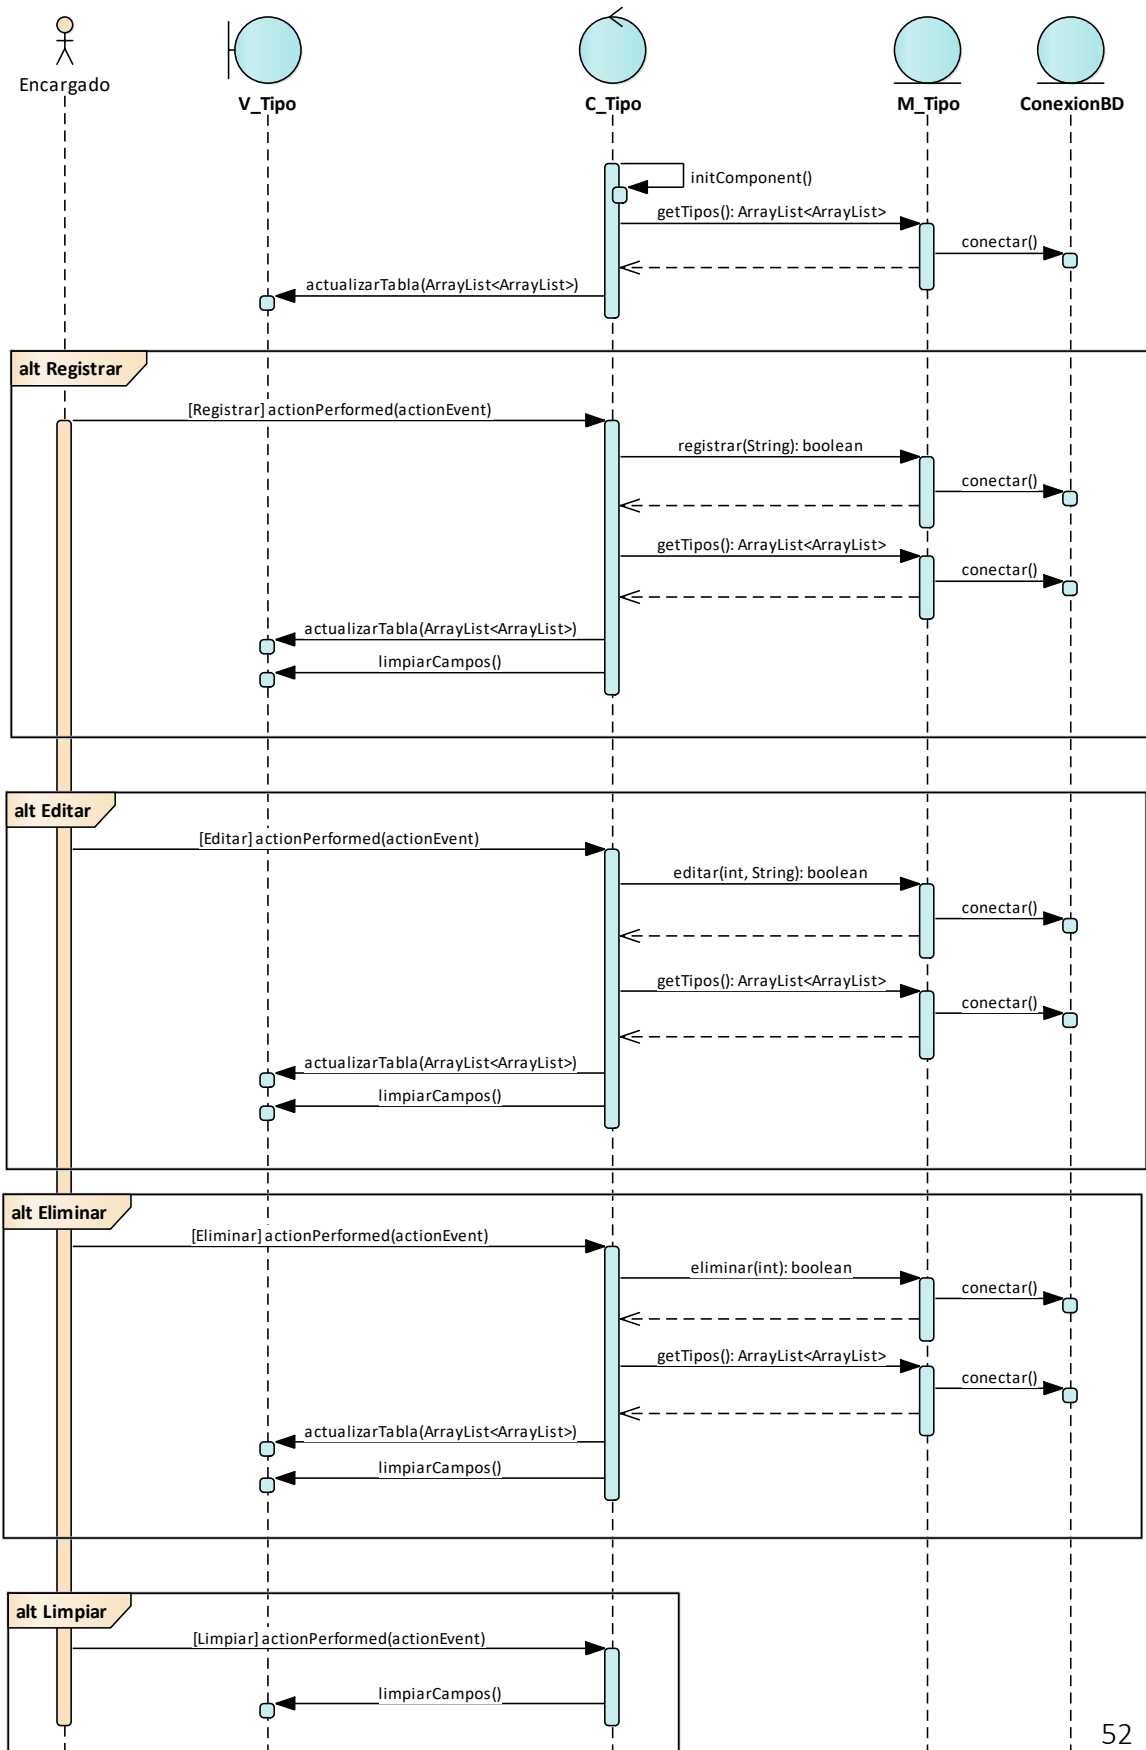 Encargado
V_Tipo
C_Tipo
M_Tipo
ConexionBD
initComponent()
getTipos(): ArrayList<ArrayList>
conectar()
actualizarTabla(ArrayList<ArrayList>)
alt Registrar
[Registrar] actionPerformed(actionEvent)
registrar(String): boolean
conectar()
getTipos(): ArrayList<ArrayList>
conectar()
actualizarTabla(ArrayList<ArrayList>)
limpiarCampos()
alt Editar
[Editar] actionPerformed(actionEvent)
editar(int, String): boolean
conectar()
getTipos(): ArrayList<ArrayList>
conectar()
actualizarTabla(ArrayList<ArrayList>)
limpiarCampos()
alt Eliminar
[Eliminar] actionPerformed(actionEvent)
eliminar(int): boolean
conectar()
getTipos(): ArrayList<ArrayList>
conectar()
actualizarTabla(ArrayList<ArrayList>)
limpiarCampos()
alt Limpiar
[Limpiar] actionPerformed(actionEvent)
limpiarCampos()
52